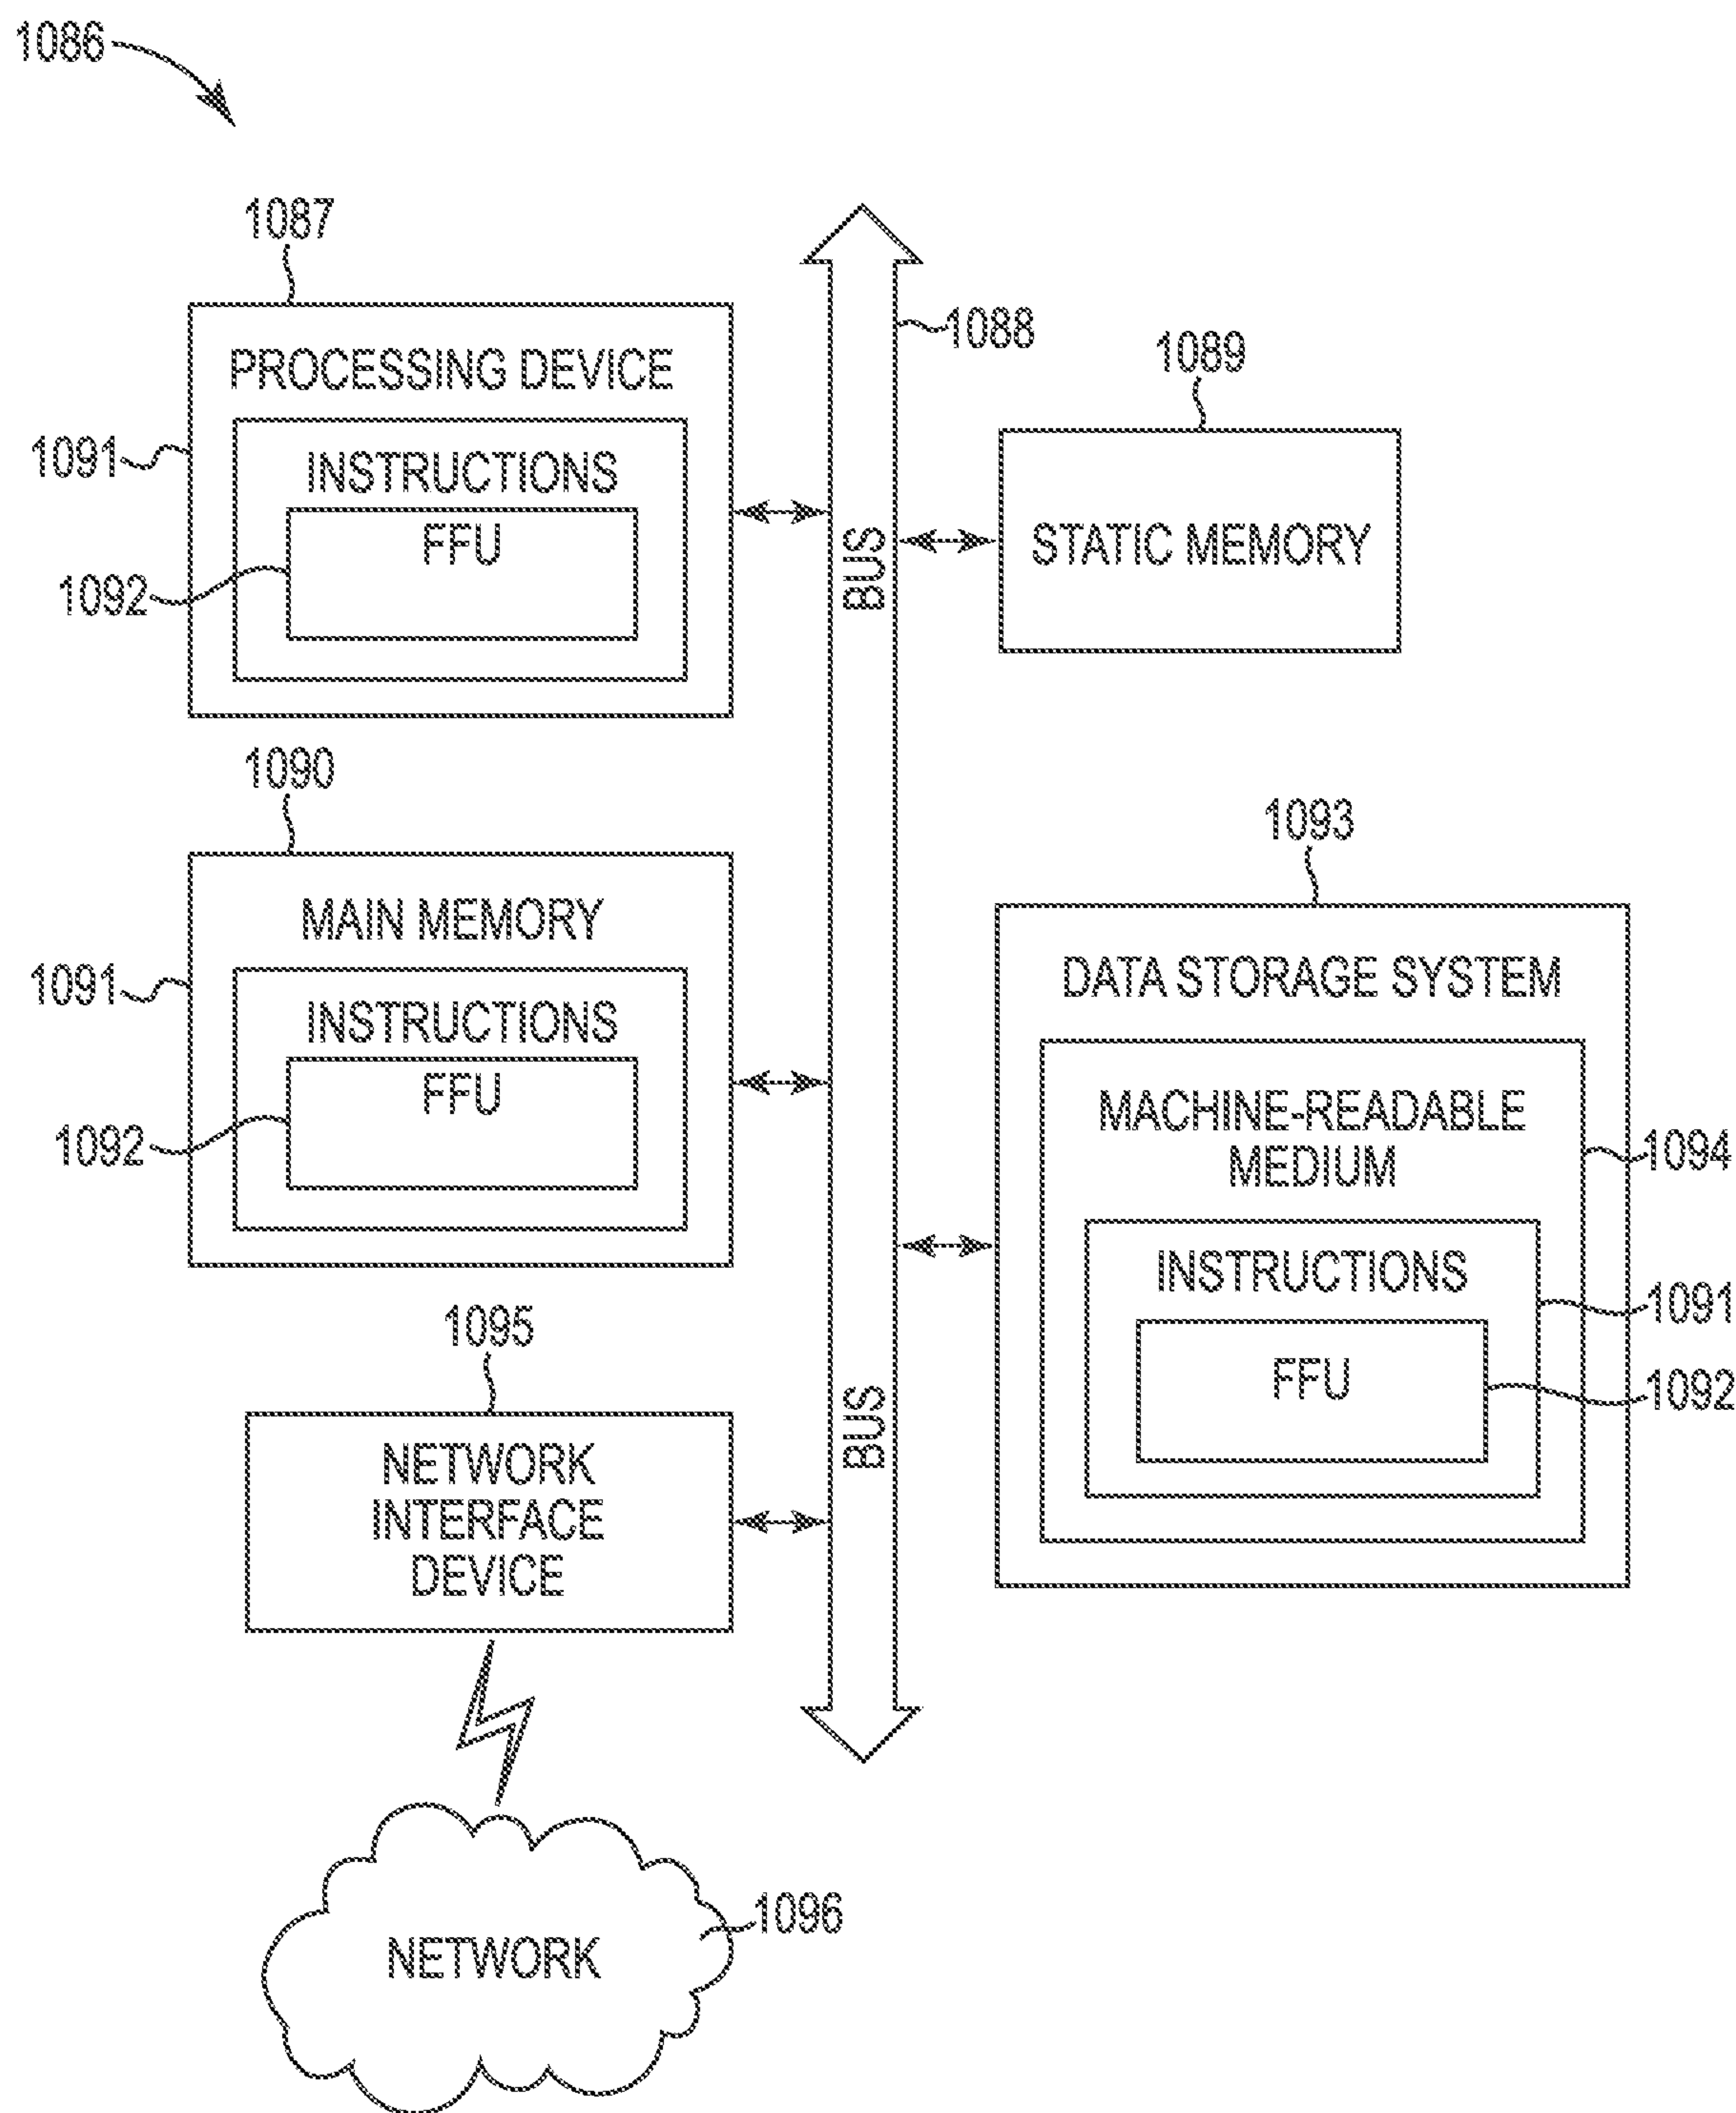 1086
1087
PROCESSING DEVICE
1091
INSTRUCTIONS
FFU
1092
1088
BUS
1089
STATIC MEMORY
1090
MAIN MEMORY
1091
INSTRUCTIONS
FFU
1092
1093
DATA STORAGE SYSTEM
MACHINE-READABLE
MEDIUM
1094
INSTRUCTIONS
1091
FFU
1092
1095
NETWORK
INTERFACE
DEVICE
BUS
NETWORK
1096